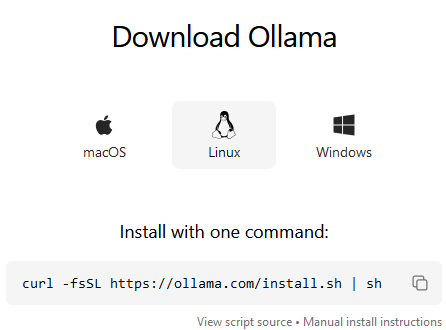 Download Ollama
macOS Linux Windows
Install with one command:
curl -fsSL https://ollama.com/install.sh | sh
View script source • Manual install instructions